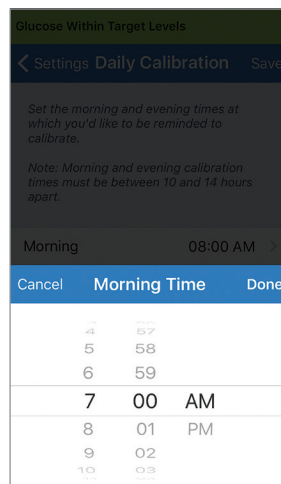 Glucose Within Target Levels
Settings Daily Calibration Save
Set the morning and evening times at
which you'd like to be reminded to
calibrate.
Note: Morning and evening calibration
times must be between 10 and 14 hours
apart.
Morning 08:00 AM
Cancel Morning Time Done
4 57
5 58
6 59
7 00 AM
8 01 PM
9 02
10 03